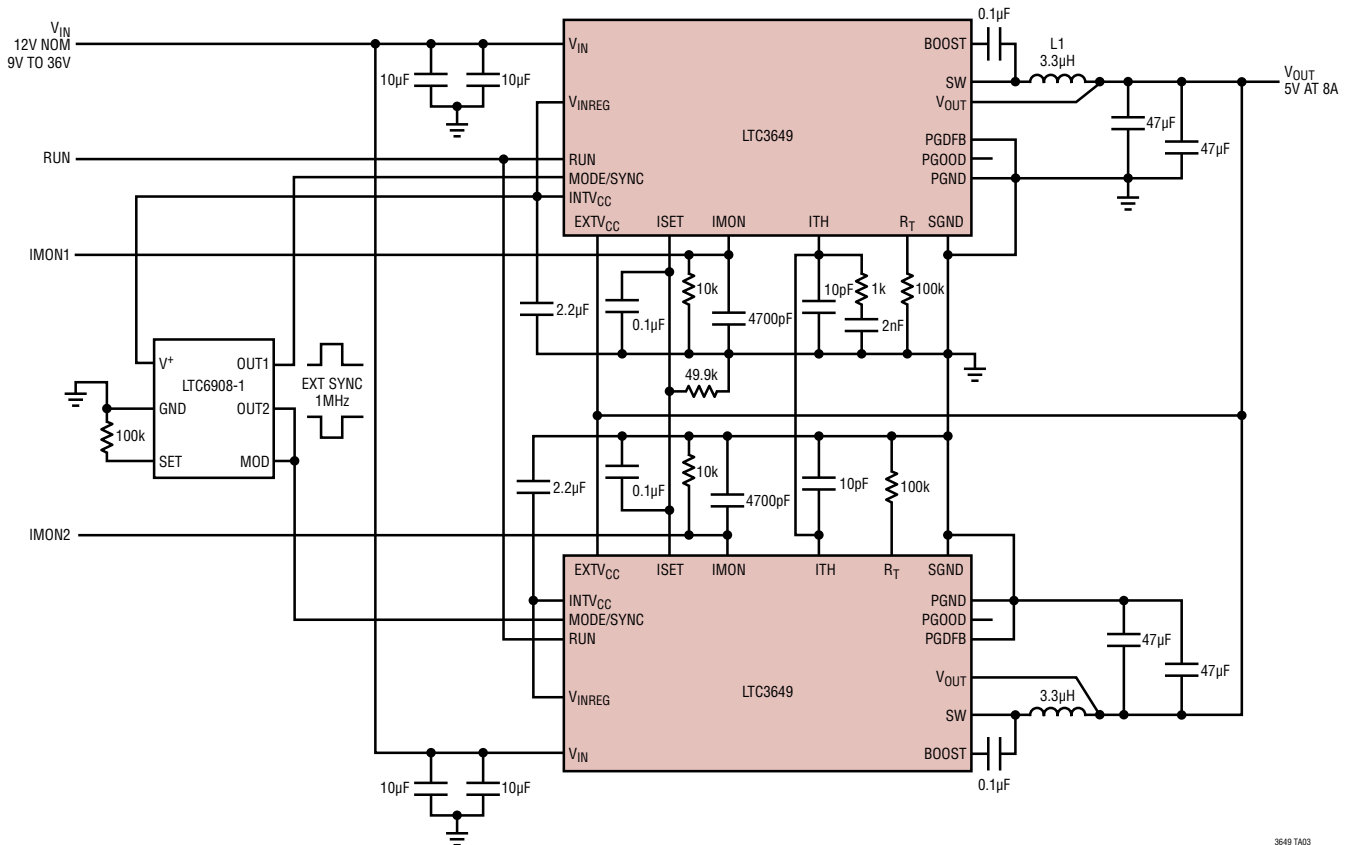 VIN
12V NOM
9V TO 36V
10µF
10µF
VIN
BOOST
0.1µF
L1
3.3µH
SW
VOUT
VOUT
5V AT 8A
VINREG
LTC3649
47µF
47µF
PGDFB
PGOOD
PGND
RUN
RUN
MODE/SYNC
INTVCC
EXTVCC
ISET
IMON
ITH
RT
SGND
IMON1
2.2µF
0.1µF
10k
4700pF
10pF
1k
2nF
100k
49.9k
V+
OUT1
LTC6908-1
GND
OUT2
100k
SET
MOD
EXT SYNC
1MHz
2.2µF
0.1µF
10k
4700pF
10pF
100k
IMON2
EXTVCC
ISET
IMON
ITH
RT
SGND
INTVCC
MODE/SYNC
RUN
PGND
PGOOD
PGDFB
47µF
47µF
VINREG
LTC3649
VOUT
3.3µH
SW
VIN
BOOST
0.1µF
10µF
10µF
3649 TA03